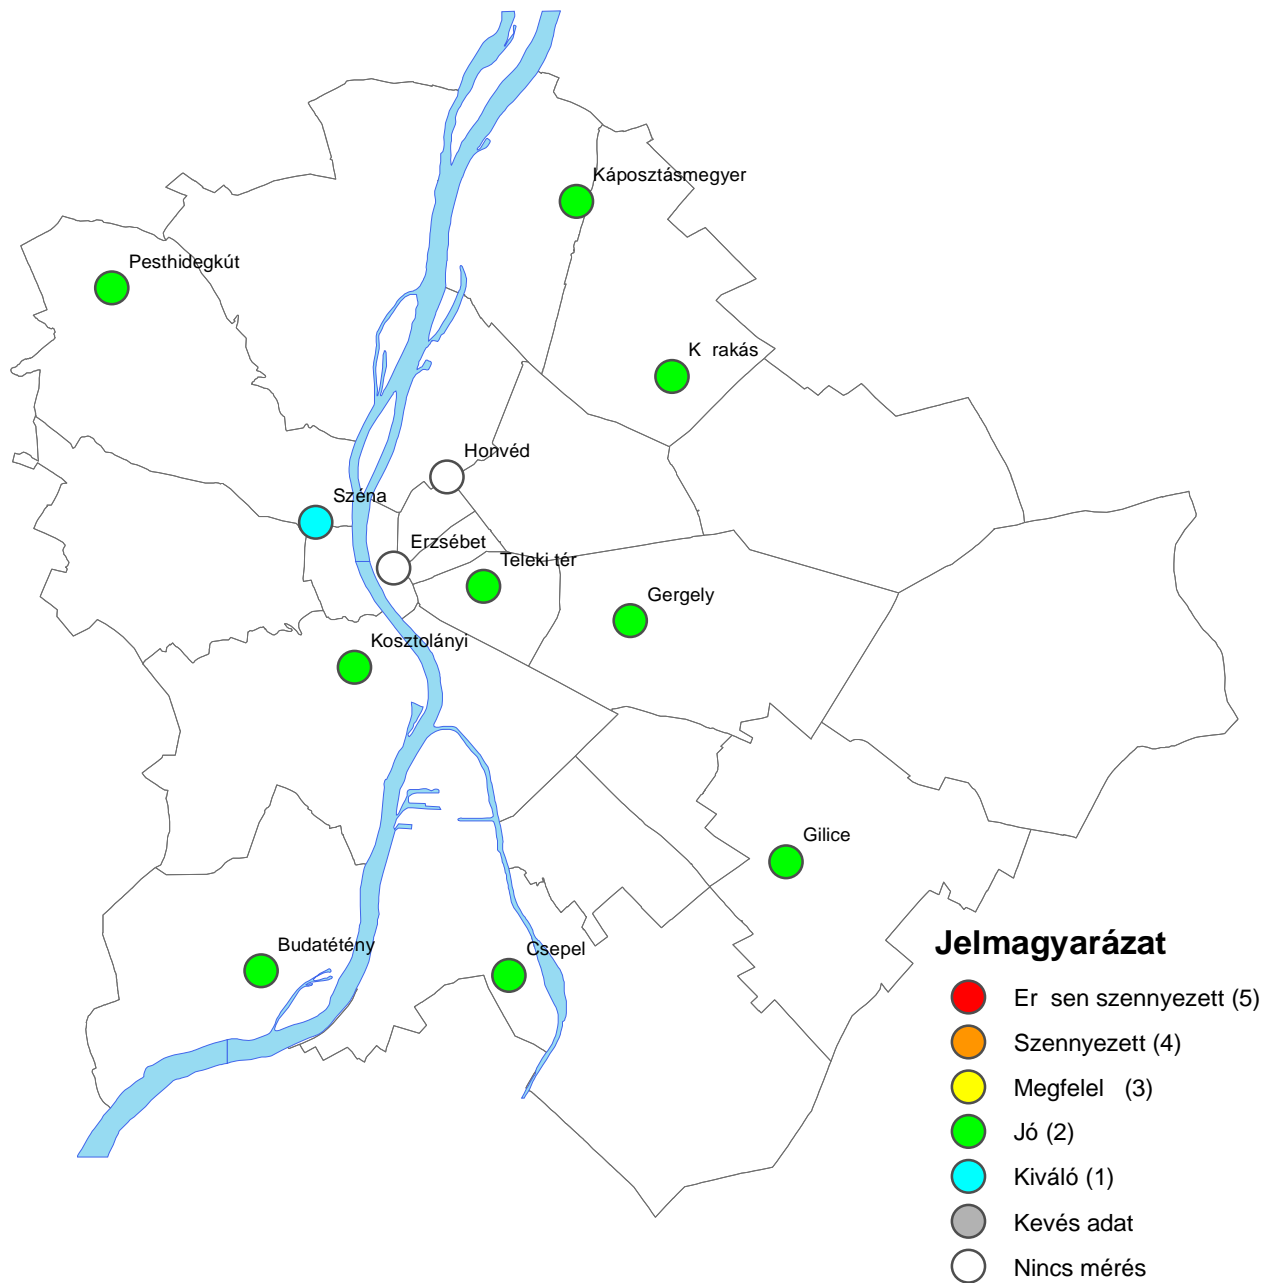 Káposztásmegyer
Pesthidegkút
K rakás
Honvéd
Széna
Erzsébet
Teleki tér
Gergely
Kosztolányi
Gilice
Budatétény
Csepel
Jelmagyarázat
Er sen szennyezett (5)
Szennyezett (4)
Megfelel (3)
Jó (2)
Kiváló (1)
Kevés adat
Nincs mérés